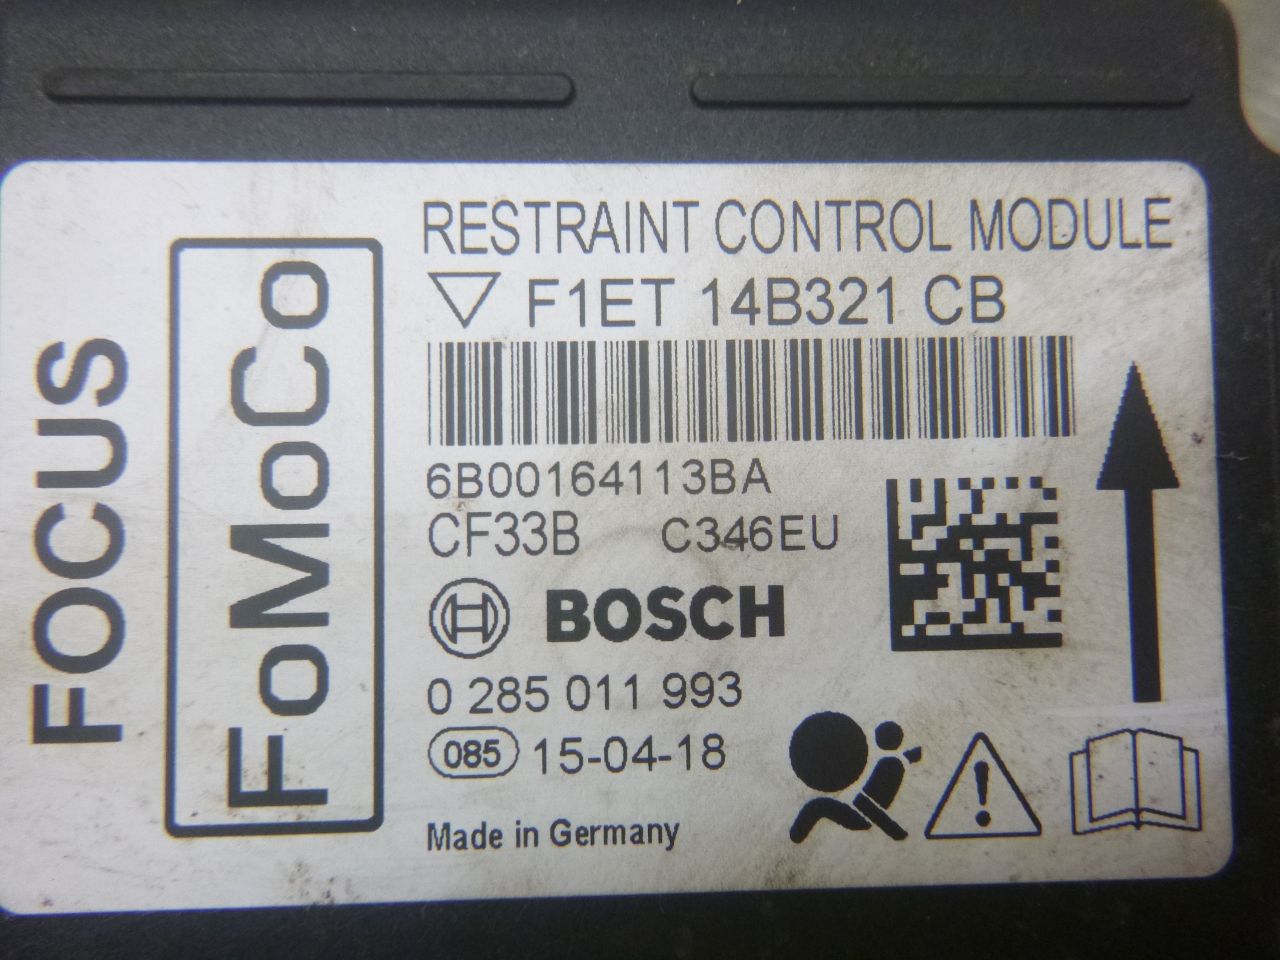 FOCUS
FoMoCo
RESTRAINT CONTROL MODULE
F1ET 14B321 CB
6B00164113BA
CF33B C346EU
BOSCH
0 285 011 993
085 15-04-18
Made in Germany